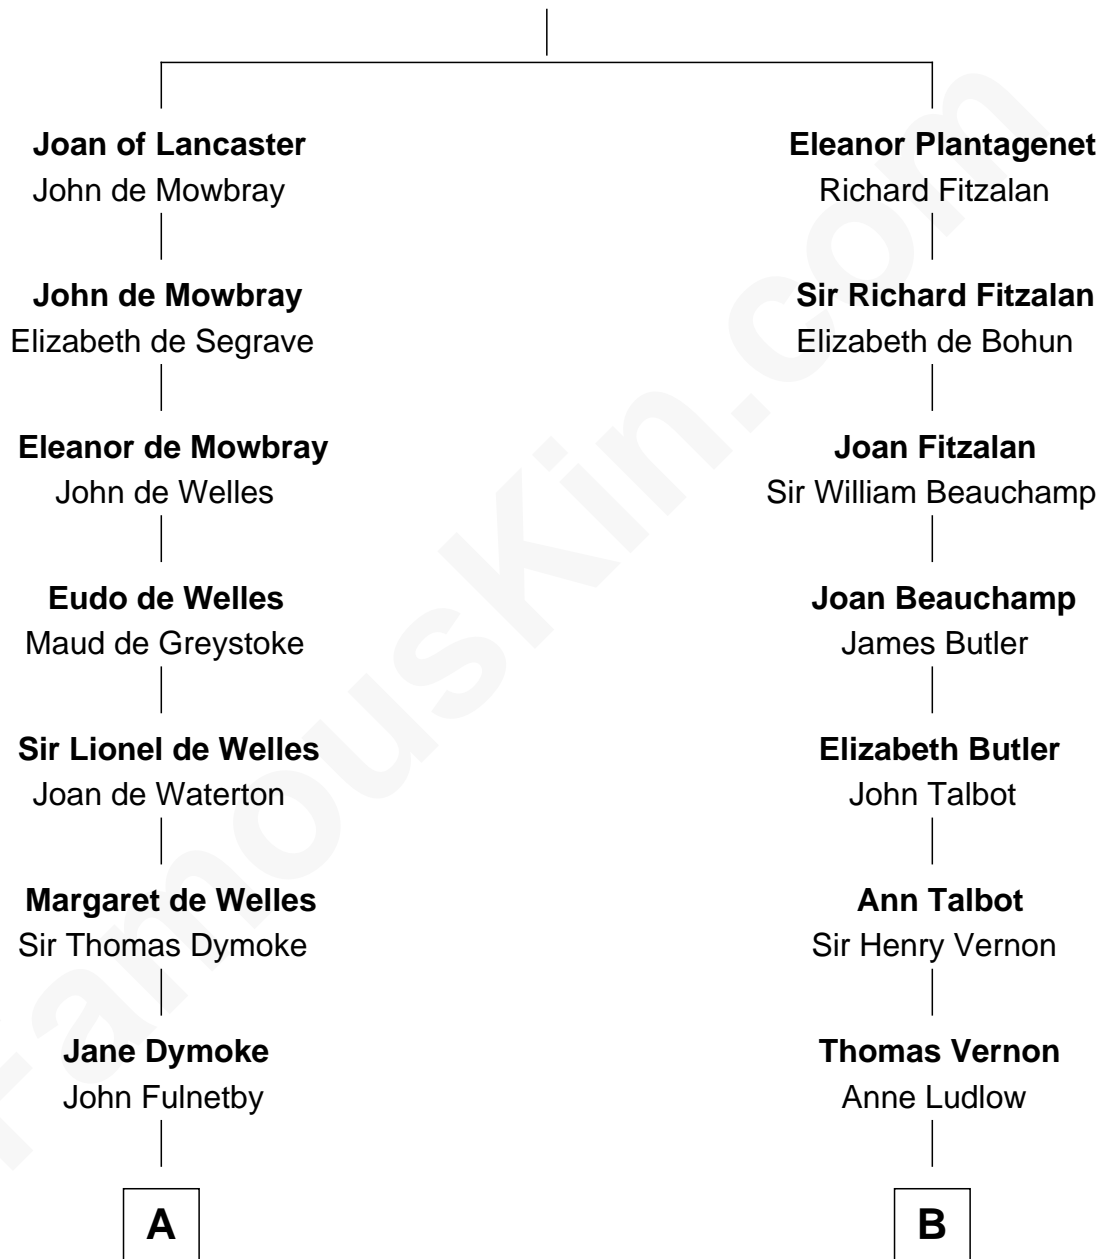 Joan of Lancaster
John de Mowbray
John de Mowbray
Elizabeth de Segrave
Eleanor de Mowbray
John de Welles
Eudo de Welles
Maud de Greystoke
Sir Lionel de Welles
Joan de Waterton
Margaret de Welles
Sir Thomas Dymoke
Jane Dymoke
John Fulnetby
A
Eleanor Plantagenet
Richard Fitzalan
Sir Richard Fitzalan
Elizabeth de Bohun
Joan Fitzalan
Sir William Beauchamp
Joan Beauchamp
James Butler
Elizabeth Butler
John Talbot
Ann Talbot
Sir Henry Vernon
Thomas Vernon
Anne Ludlow
B
FamousKin.com